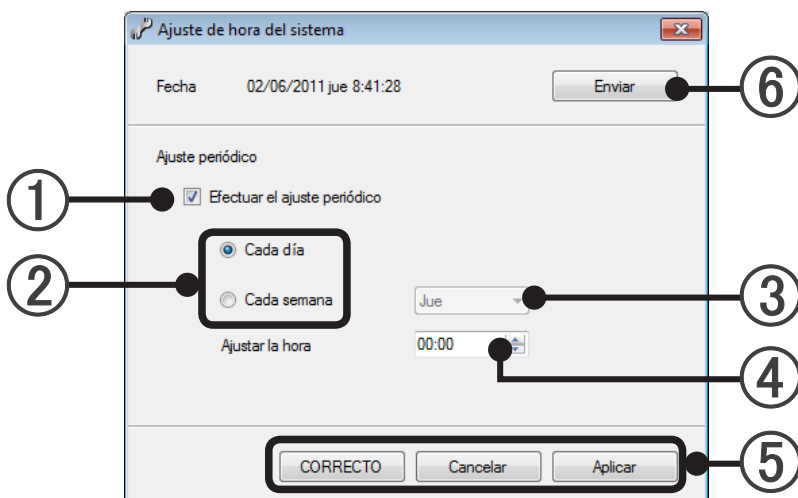 Ajuste de hora del sistema
Fecha 02/06/2011 jue 8:41:28 Enviar 6
Ajuste periódico
1 Efectuar el ajuste periódico
Cada día
2 Cada semana Jue 3
Ajustar la hora 00:00
4
CORRECTO Cancelar Aplicar 5